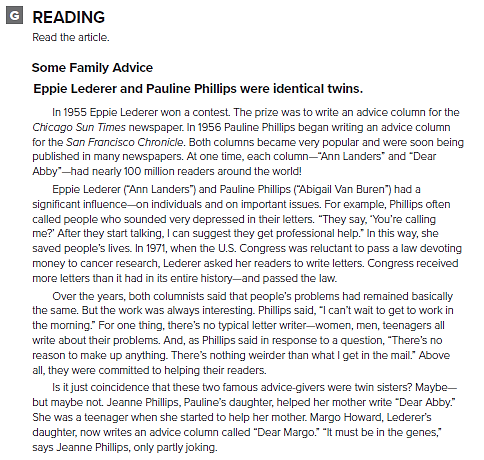 G READING
Read the article.
Some Family Advice
Eppie Lederer and Pauline Phillips were identical twins.
In 1955 Eppie Lederer won a contest. The prize was to write an advice column for the
Chicago Sun Times newspaper. In 1956 Pauline Phillips began writing an advice column
for the San Francisco Chronicle. Both columns became very popular and were soon being
published in many newspapers. At one time, each column—“Ann Landers” and “Dear
Abby”—had nearly 100 million readers around the world!
Eppie Lederer (“Ann Landers”) and Pauline Phillips (“Abigail Van Buren”) had a
significant influence—on individuals and on important issues. For example, Phillips often
called people who sounded very depressed in their letters. “They say, ‘You’re calling
me?’ After they start talking, I can suggest they get professional help.” In this way, she
saved people’s lives. In 1971, when the U.S. Congress was reluctant to pass a law devoting
money to cancer research, Lederer asked her readers to write letters. Congress received
more letters than it had in its entire history—and passed the law.
Over the years, both columnists said that people’s problems had remained basically
the same. But the work was always interesting. Phillips said, “I can’t wait to get to work in
the morning.” For one thing, there’s no typical letter writer—women, men, teenagers all
write about their problems. And, as Phillips said in response to a question, “There’s no
reason to make up anything. There’s nothing weirder than what I get in the mail.” Above
all, they were committed to helping their readers.
Is it just coincidence that these two famous advice-givers were twin sisters? Maybe—
but maybe not. Jeanne Phillips, Pauline’s daughter, helped her mother write “Dear Abby.”
She was a teenager when she started to help her mother. Margo Howard, Lederer’s
daughter, now writes an advice column called “Dear Margo.” “It must be in the genes,”
says Jeanne Phillips, only partly joking.